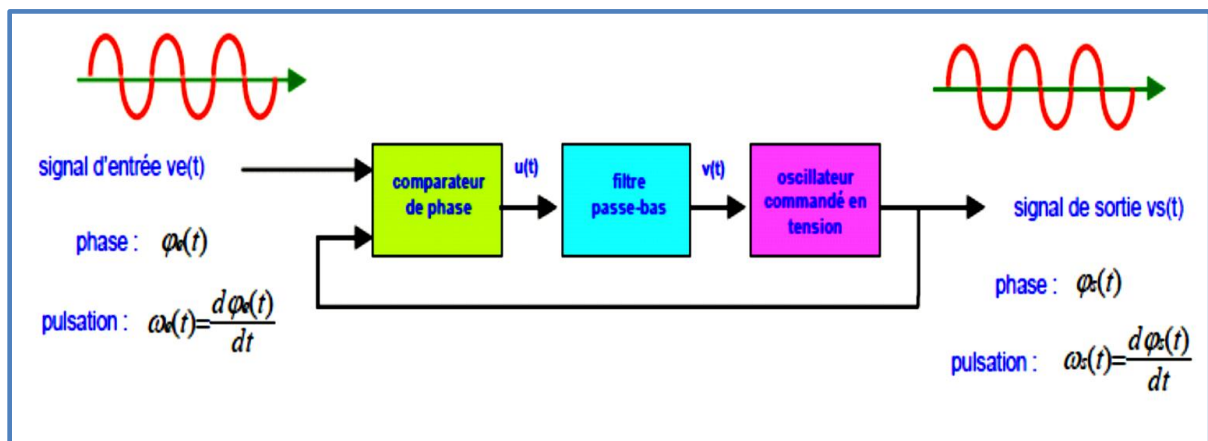 signal d'entrée ve(t)
phase : φe(t)
pulsation : ωe(t)=dφe(t)/dt
comparateur
de phase
u(t)
filtre
passe-bas
v(t)
oscillateur
commandé en
tension
signal de sortie vs(t)
phase : φs(t)
pulsation : ωs(t)=dφs(t)/dt